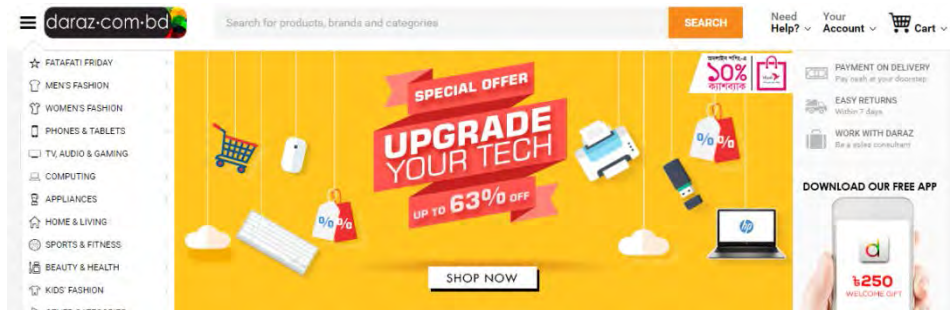 daraz•com•bd
Search for products, brands and categories
SEARCH
Need
Help?
Your
Account
Cart
FATAFATI FRIDAY
MEN'S FASHION
WOMEN'S FASHION
PHONES & TABLETS
TV, AUDIO & GAMING
COMPUTING
APPLIANCES
HOME & LIVING
SPORTS & FITNESS
BEAUTY & HEALTH
KIDS' FASHION
SPECIAL OFFER
UPGRADE
YOUR TECH
UP TO 63% OFF
%
%
%
%
hp
SHOP NOW
১০%
ক্যাশব্যাক
PAYMENT ON DELIVERY
Pay cash at your doorstep
EASY RETURNS
Within 7 days
WORK WITH DARAZ
Be a sales consultant
DOWNLOAD OUR FREE APP
d
৳250
WELCOME GIFT